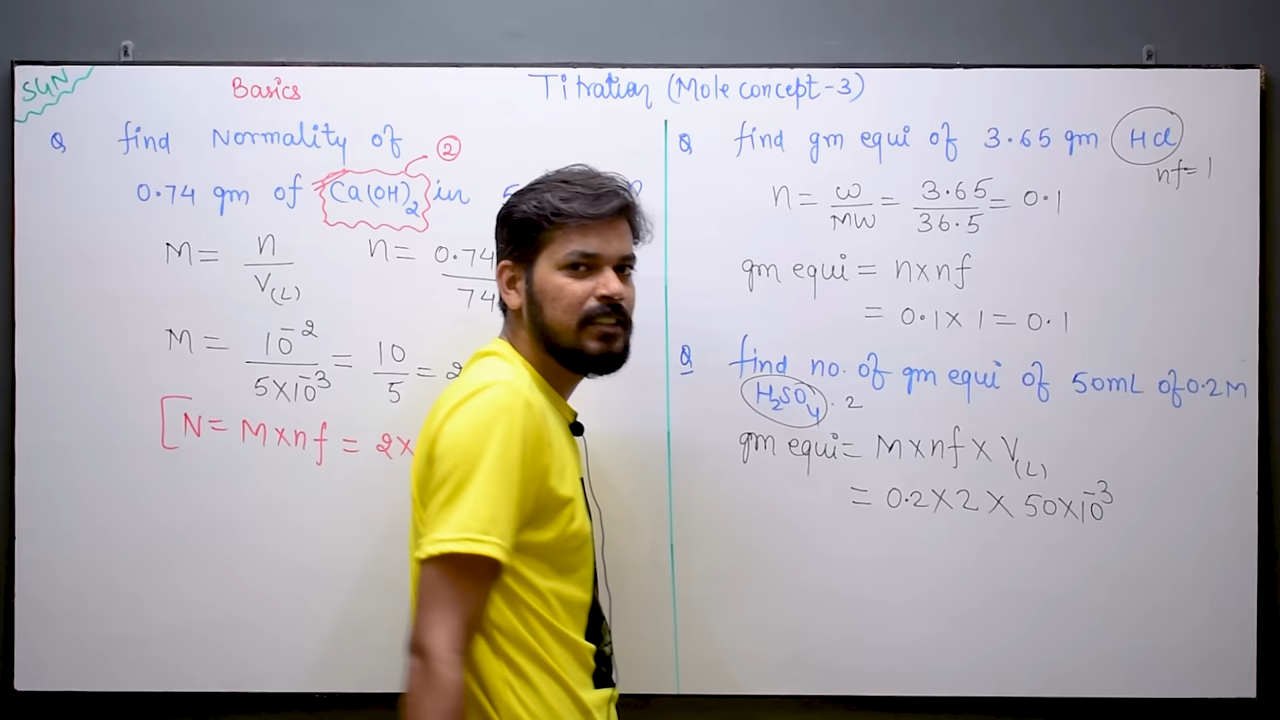 SGN
Basics
Titration (Mole concept-3)
Q find Normality of
②
0.74 gm of Ca(OH)₂ in 5
M = n / V(L) n = 0.74 / 74
M = 10⁻² / 5×10⁻³ = 10 / 5 = 2
[N = M×nf = 2×
Q find gm equi of 3.65 gm HCl
nf = 1
n = w / MW = 3.65 / 36.5 = 0.1
gm equi = n×nf
= 0.1×1 = 0.1
Q find no. of gm equi of 50mL of 0.2M
H₂SO₄ . 2
gm equi = M×nf×V(L)
= 0.2×2×50×10⁻³